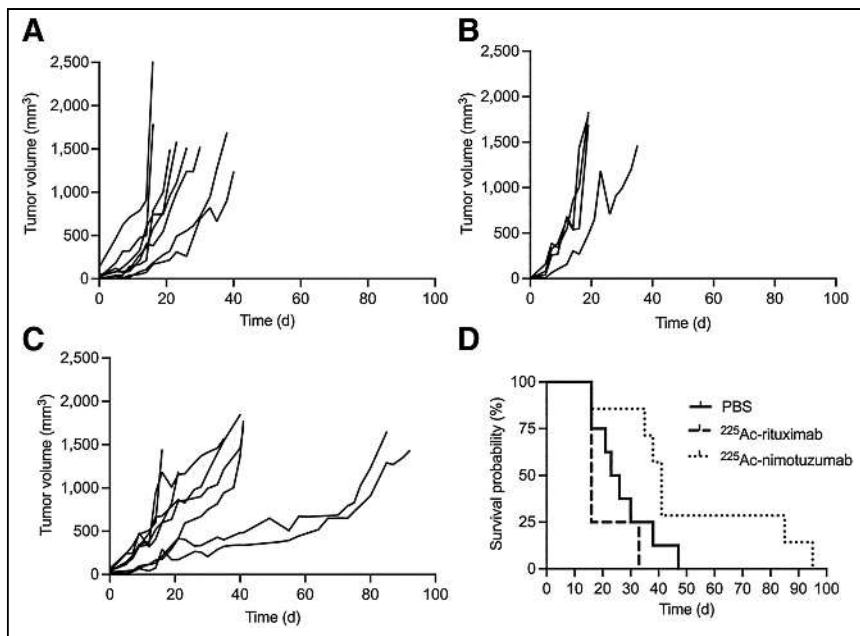 A
2,500
2,000
1,500
1,000
500
0
Tumor volume (mm³)
0 20 40 60 80 100
Time (d)
B
2,500
2,000
1,500
1,000
500
0
Tumor volume (mm³)
0 20 40 60 80 100
Time (d)
C
2,500
2,000
1,500
1,000
500
0
Tumor volume (mm³)
0 20 40 60 80 100
Time (d)
D
100
75
50
25
0
Survival probability (%)
PBS
²²⁵Ac-rituximab
²²⁵Ac-nimotuzumab
0 10 20 30 40 50 60 70 80 90 100
Time (d)